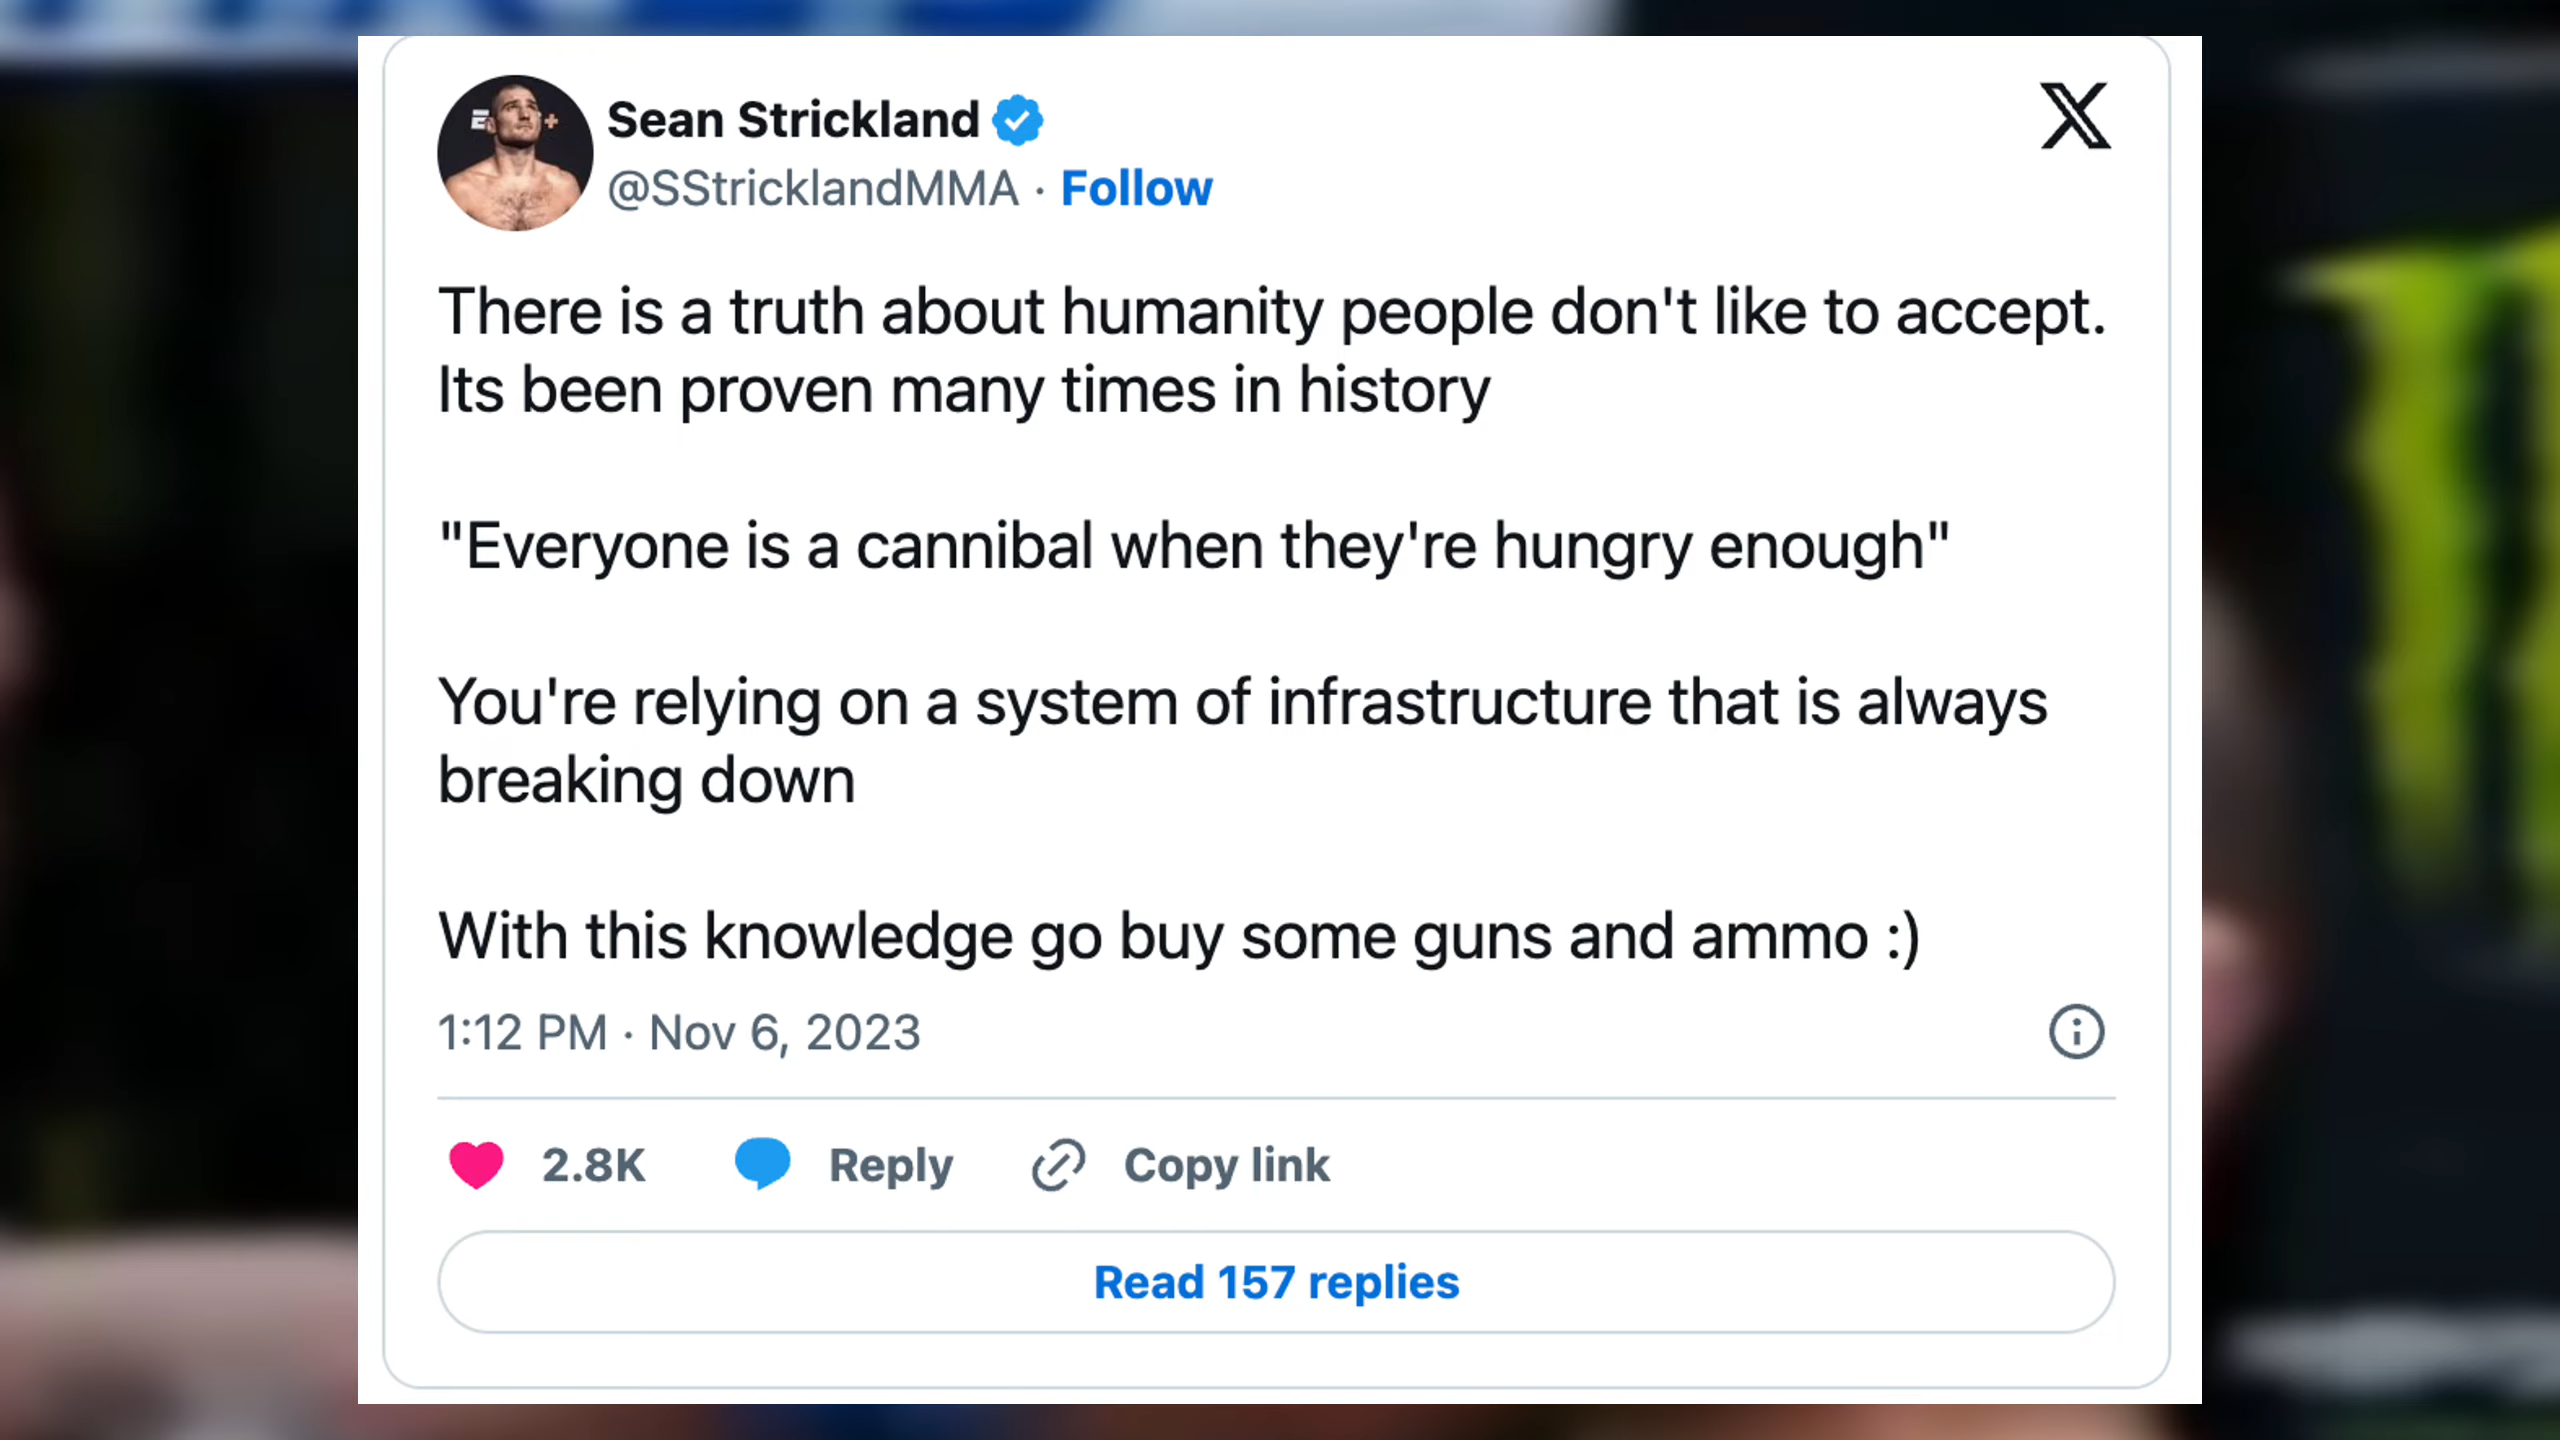 Sean Strickland
@SStricklandMMA · Follow
There is a truth about humanity people don't like to accept.
Its been proven many times in history
"Everyone is a cannibal when they're hungry enough"
You're relying on a system of infrastructure that is always
breaking down
With this knowledge go buy some guns and ammo :)
1:12 PM · Nov 6, 2023
2.8K Reply Copy link
Read 157 replies